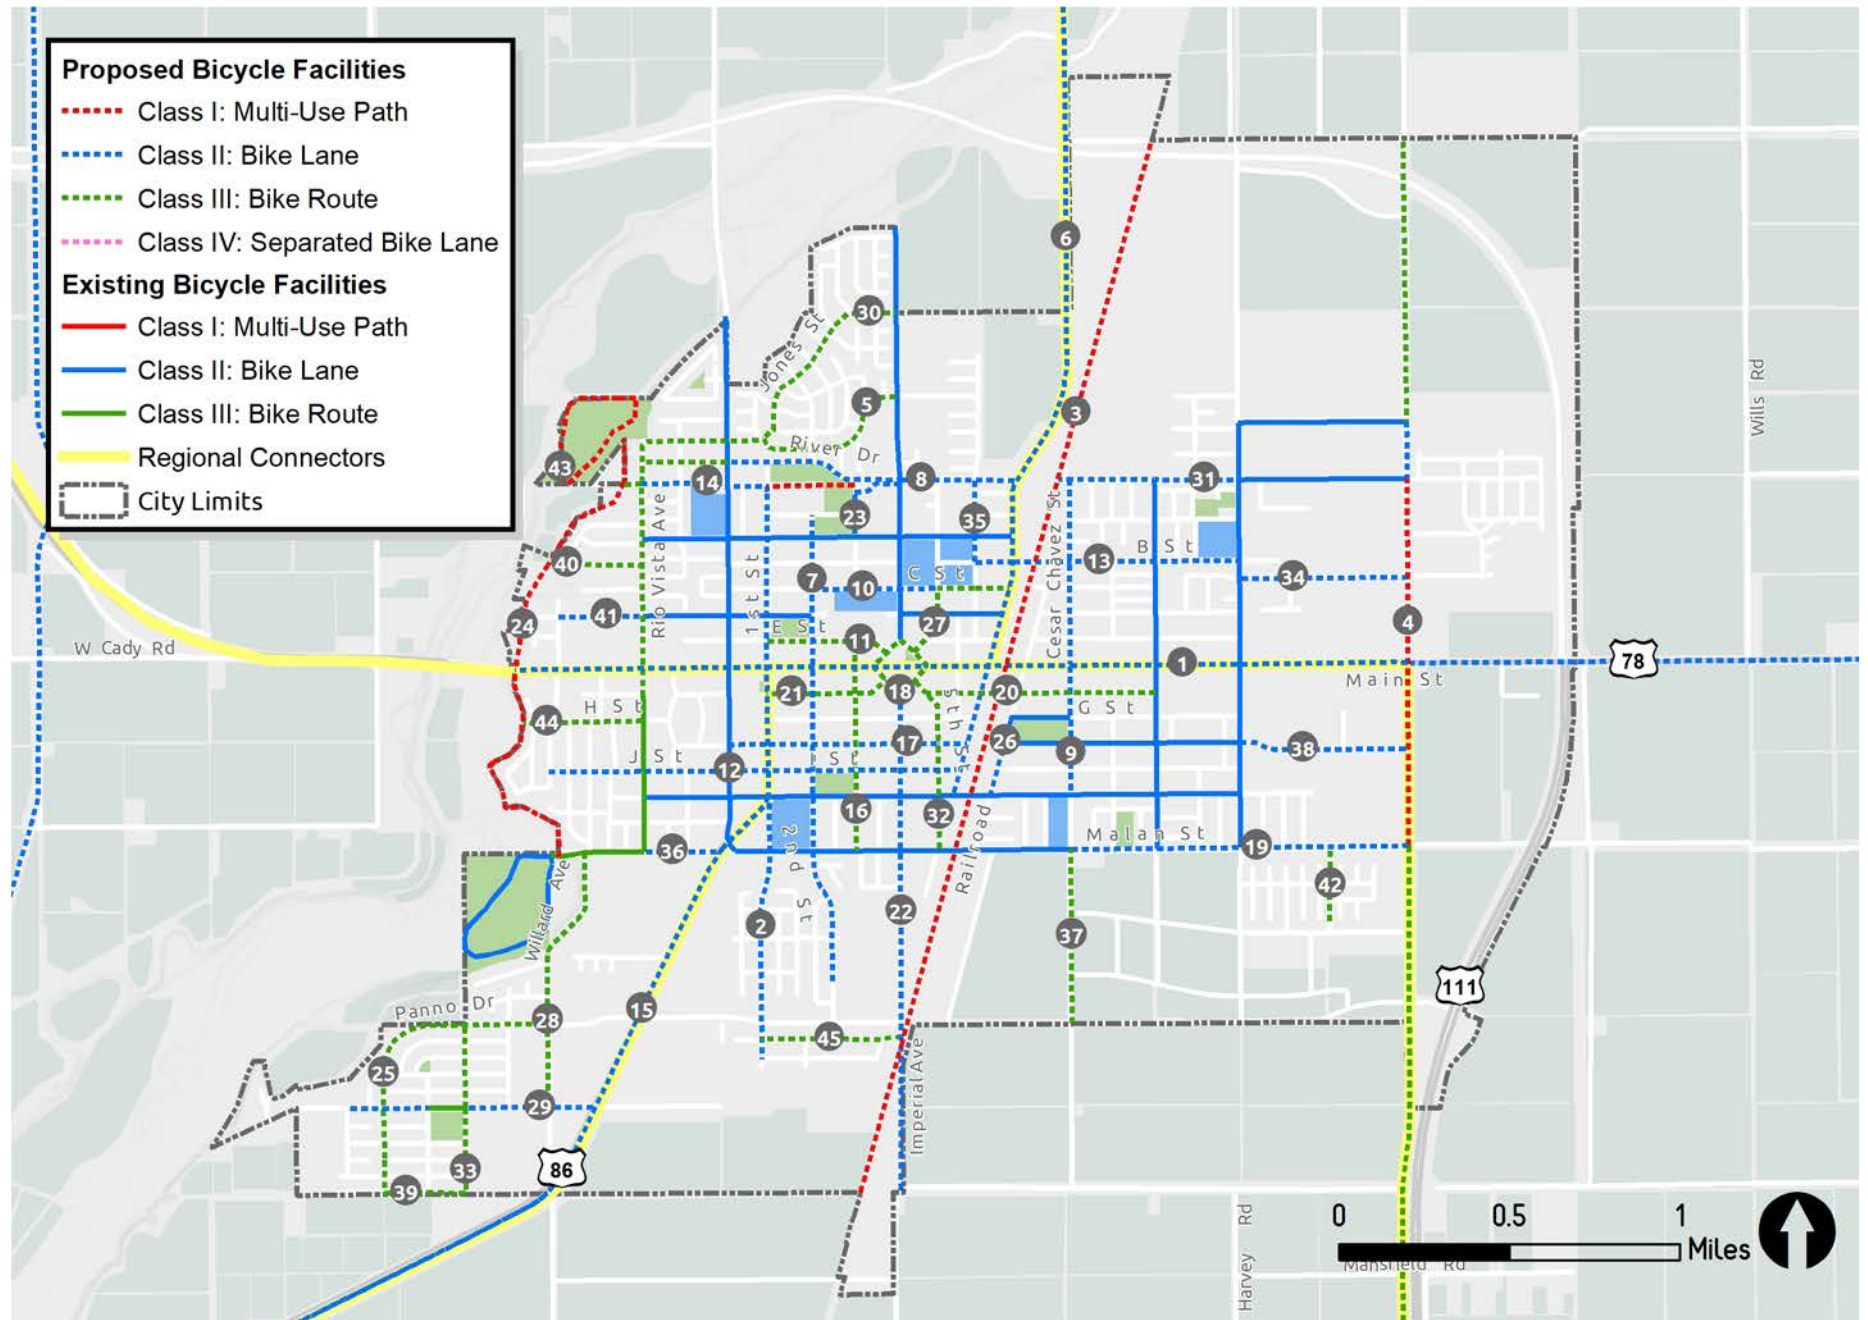 Proposed Bicycle Facilities
Class I: Multi-Use Path
Class II: Bike Lane
Class III: Bike Route
Class IV: Separated Bike Lane
Existing Bicycle Facilities
Class I: Multi-Use Path
Class II: Bike Lane
Class III: Bike Route
Regional Connectors
City Limits
6
30
Jones St
3
5
River Dr
Wills Rd
43
14
8
31
23
35
Rio Vista Ave
Cesar Chavez St
40
13
B St
1st St
7
10
C St
34
24
41
E St
27
4
11
W Cady Rd
1
78
Main St
21
18
20
H St
44
5th St
G St
17
26
9
38
J St
12
I St
16
32
2nd St
Railroad
Malan St
36
19
Willard Ave
42
2
22
37
111
Panno Dr
28
15
45
25
Imperial Ave
29
86
33
39
0 0.5 1
Miles
Harvey Rd
Mansfield Rd